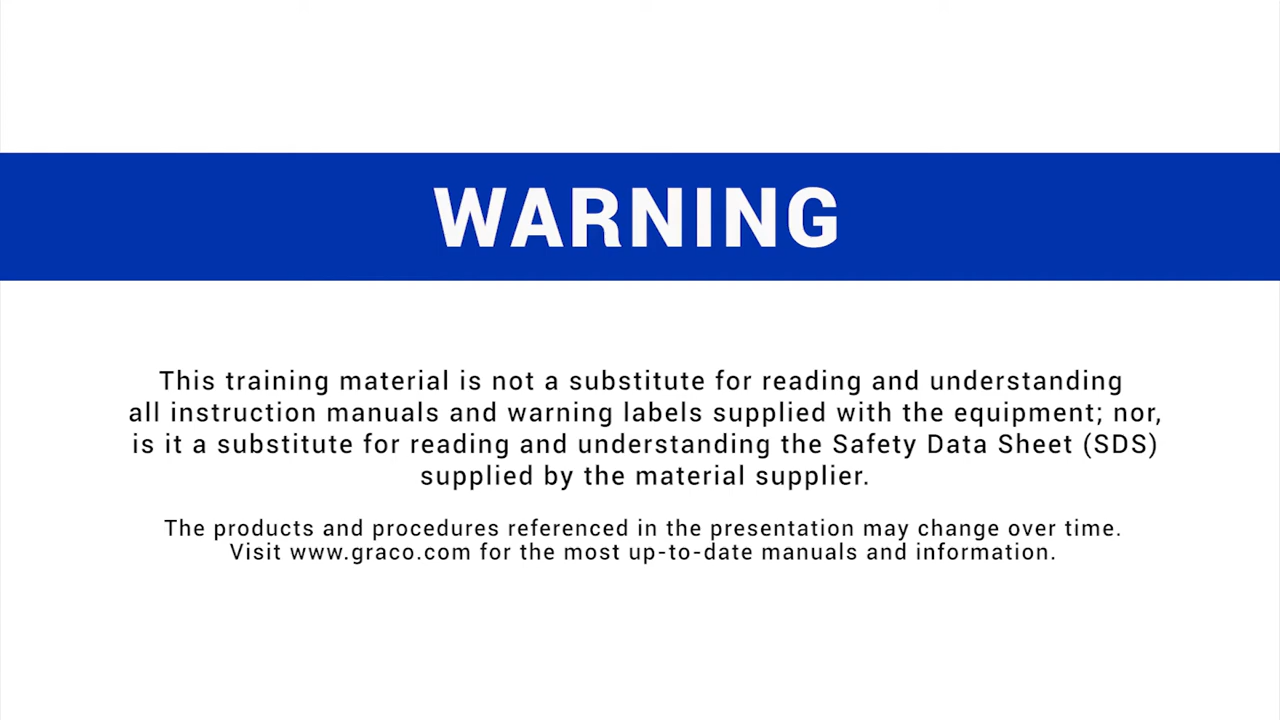 WARNING
This training material is not a substitute for reading and understanding
all instruction manuals and warning labels supplied with the equipment; nor,
is it a substitute for reading and understanding the Safety Data Sheet (SDS)
supplied by the material supplier.
The products and procedures referenced in the presentation may change over time.
Visit www.graco.com for the most up-to-date manuals and information.